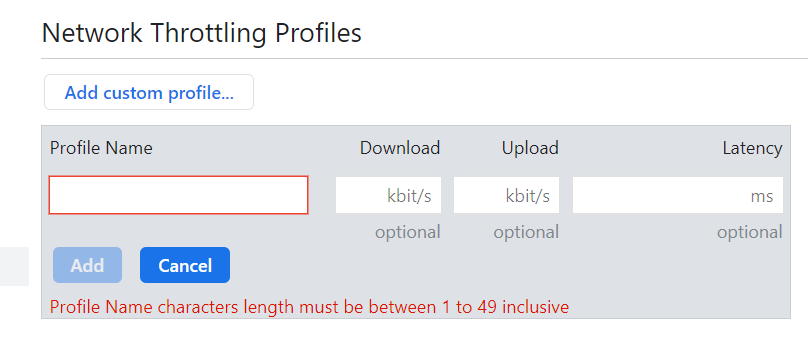 Network Throttling Profiles
Add custom profile...
Profile Name Download Upload Latency
kbit/s kbit/s ms
optional optional optional
Add Cancel
Profile Name characters length must be between 1 to 49 inclusive